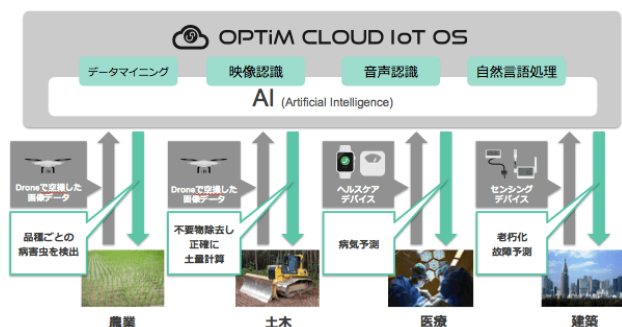 OPTiM CLOUD IoT OS
データマイニング
映像認識
音声認識
自然言語処理
AI (Artificial Intelligence)
Droneで空撮した
画像データ
Droneで空撮した
画像データ
ヘルスケア
デバイス
センシング
デバイス
品種ごとの
病害虫を検出
不要物除去し
正確に
土量計算
病気予測
老朽化
故障予測
農業
土木
医療
建築